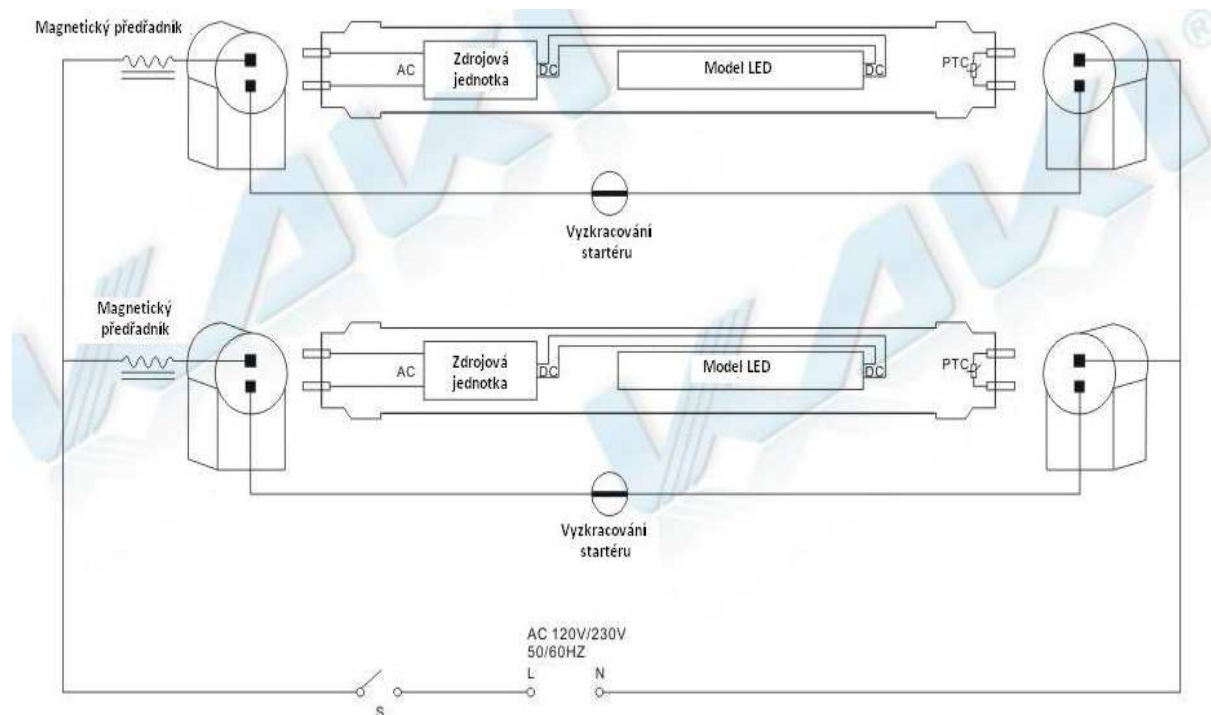 Magnetický předřadník
AC
Zdrojová
jednotka
DC
Model LED
DC
PTC
®
Vyzkracování
startéru
Magnetický
předřadník
AC
Zdrojová
jednotka
DC
Model LED
DC
PTC
Vyzkracování
startéru
AC 120V/230V
50/60HZ
L N
S